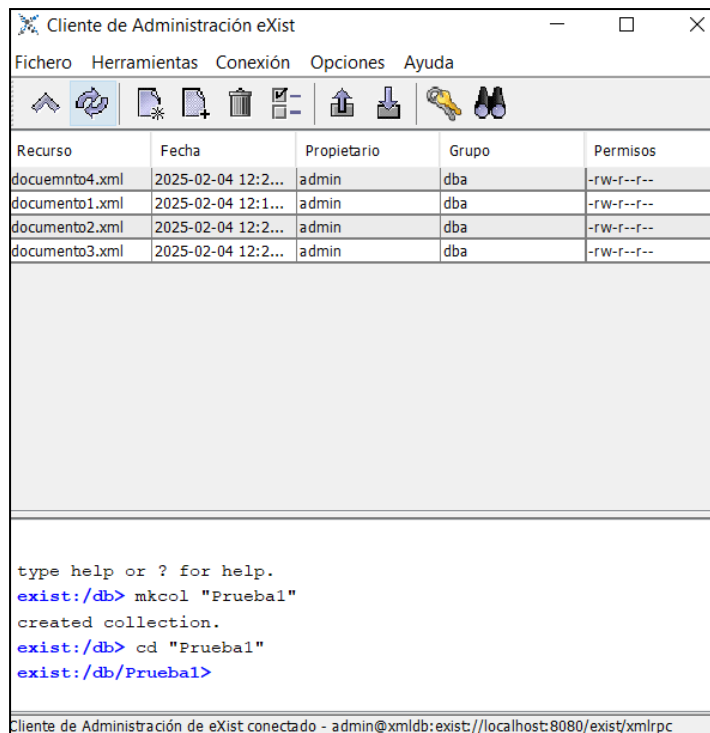 Cliente de Administración eXist
Fichero Herramientas Conexión Opciones Ayuda
Recurso Fecha Propietario Grupo Permisos
docuemnto4.xml 2025-02-04 12:2... admin dba -rw-r--r--
documento1.xml 2025-02-04 12:1... admin dba -rw-r--r--
documento2.xml 2025-02-04 12:2... admin dba -rw-r--r--
documento3.xml 2025-02-04 12:2... admin dba -rw-r--r--
type help or ? for help.
exist:/db> mkcol "Prueba1"
created collection.
exist:/db> cd "Prueba1"
exist:/db/Prueba1>
Cliente de Administración de eXist conectado - admin@xmldb:exist://localhost:8080/exist/xmlrpc